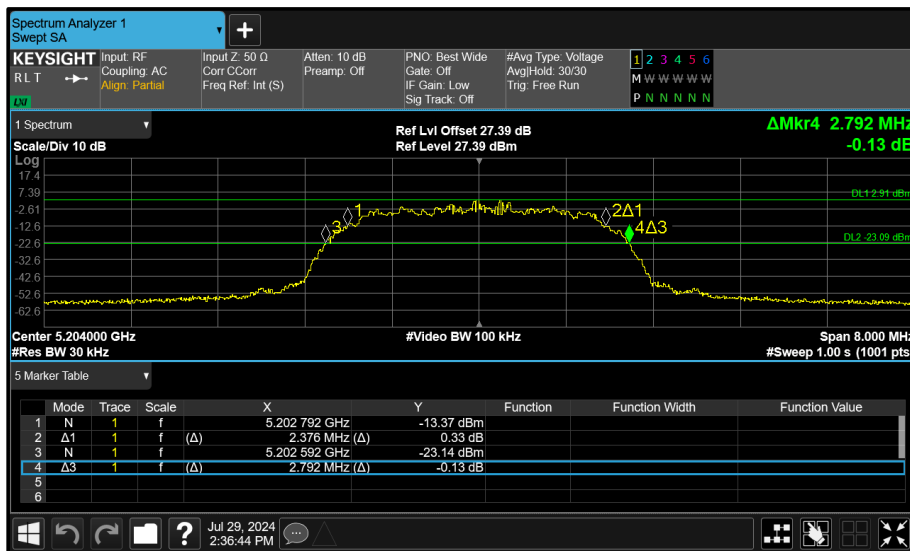 Spectrum Analyzer 1
Swept SA
KEYSIGHT
RLT
LXI
Input: RF
Coupling: AC
Align: Partial
Input Z: 50 Ω
Corr CCorr
Freq Ref: Int (S)
Atten: 10 dB
Preamp: Off
PNO: Best Wide
Gate: Off
IF Gain: Low
Sig Track: Off
#Avg Type: Voltage
Avg|Hold: 30/30
Trig: Free Run
1 2 3 4 5 6
M W W W W W
P N N N N N
1 Spectrum
Scale/Div 10 dB
Ref Lvl Offset 27.39 dB
Ref Level 27.39 dBm
ΔMkr4 2.792 MHz
-0.13 dB
Log
17.4
7.39
-2.61
-12.6
-22.6
-32.6
-42.6
-52.6
-62.6
DL1 2.91 dBm
1
2Δ1
3
4Δ3
DL2 -23.09 dBm
Center 5.204000 GHz
#Video BW 100 kHz
Span 8.000 MHz
#Res BW 30 kHz
#Sweep 1.00 s (1001 pts
5 Marker Table
Mode Trace Scale X Y Function Function Width Function Value
1 N 1 f 5.202 792 GHz -13.37 dBm
2 Δ1 1 f (Δ) 2.376 MHz (Δ) 0.33 dB
3 N 1 f 5.202 592 GHz -23.14 dBm
4 Δ3 1 f (Δ) 2.792 MHz (Δ) -0.13 dB
5
6
?
Jul 29, 2024
2:36:44 PM